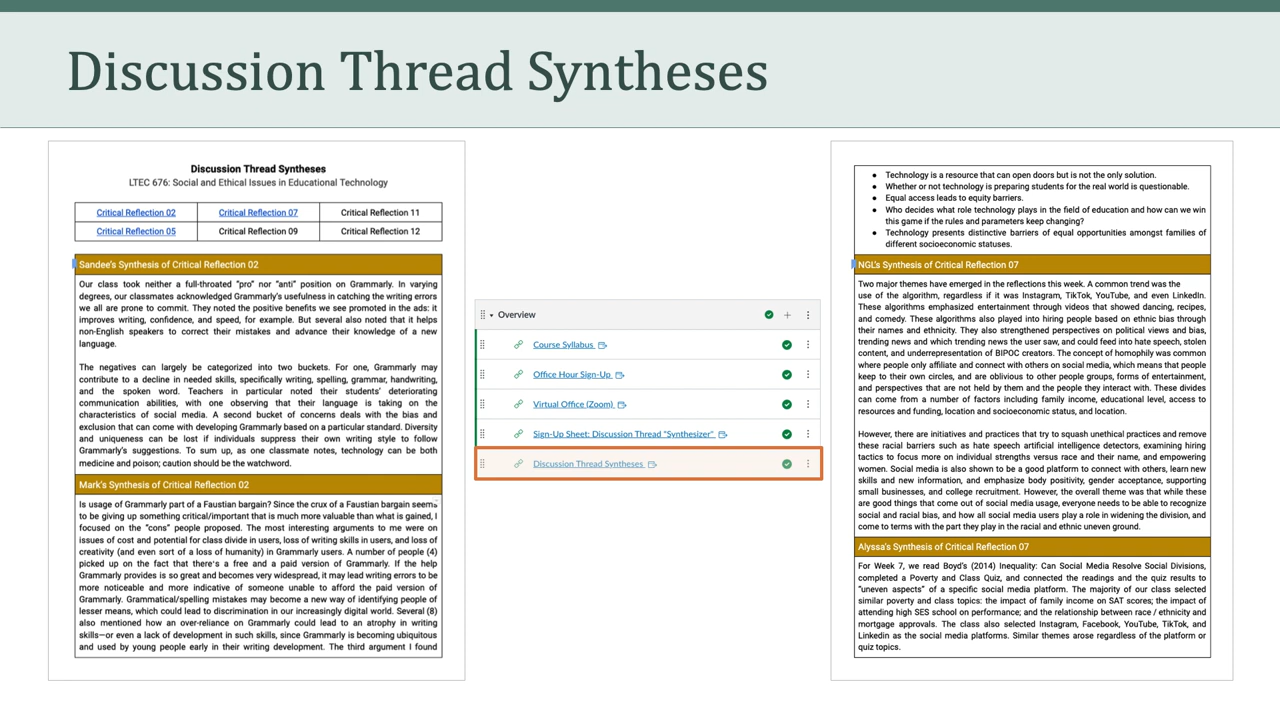 Discussion Thread Syntheses
Discussion Thread Syntheses
LTEC 676: Social and Ethical Issues in Educational Technology
Critical Reflection 02
Critical Reflection 07
Critical Reflection 11
Critical Reflection 05
Critical Reflection 09
Critical Reflection 12
Sandee's Synthesis of Critical Reflection 02
Our class took neither a full-throated "pro" nor "anti" position on Grammarly. In varying
degrees, our classmates acknowledged Grammarly's usefulness in catching the writing errors
we all are prone to commit. They noted the positive benefits we see promoted in the ads: it
improves writing, confidence, and speed, for example. But several also noted that it helps
non-English speakers to correct their mistakes and advance their knowledge of a new
language.
The negatives can largely be categorized into two buckets. For one, Grammarly may
contribute to a decline in needed skills, specifically writing, spelling, grammar, handwriting,
and the spoken word. Teachers in particular noted their students' deteriorating
communication abilities, with one observing that their language is taking on the
characteristics of social media. A second bucket of concerns deals with the bias and
exclusion that can come with developing Grammarly based on a particular standard. Diversity
and uniqueness can be lost if individuals suppress their own writing style to follow
Grammarly's suggestions. To sum up, as one classmate notes, technology can be both
medicine and poison; caution should be the watchword.
Mark's Synthesis of Critical Reflection 02
Is usage of Grammarly part of a Faustian bargain? Since the crux of a Faustian bargain seems
to be giving up something critical/important that is much more valuable than what is gained, I
focused on the "cons" people proposed. The most interesting arguments to me were on
issues of cost and potential for class divide in users, loss of writing skills in users, and loss of
creativity (and even sort of a loss of humanity) in Grammarly users. A number of people (4)
picked up on the fact that there's a free and a paid version of Grammarly. If the help
Grammarly provides is so great and becomes very widespread, it may lead writing errors to be
more noticeable and more indicative of someone unable to afford the paid version of
Grammarly. Grammatical/spelling mistakes may become a new way of identifying people of
lesser means, which could lead to discrimination in our increasingly digital world. Several (8)
also mentioned how an over-reliance on Grammarly could lead to an atrophy in writing
skills—or even a lack of development in such skills, since Grammarly is becoming ubiquitous
and used by young people early in their writing development. The third argument I found
Overview
Course Syllabus
Office Hour Sign-Up
Virtual Office (Zoom)
Sign-Up Sheet: Discussion Thread "Synthesizer"
Discussion Thread Syntheses
● Technology is a resource that can open doors but is not the only solution.
● Whether or not technology is preparing students for the real world is questionable.
● Equal access leads to equity barriers.
● Who decides what role technology plays in the field of education and how can we win
this game if the rules and parameters keep changing?
● Technology presents distinctive barriers of equal opportunities amongst families of
different socioeconomic statuses.
NGL's Synthesis of Critical Reflection 07
Two major themes have emerged in the reflections this week. A common trend was the
use of the algorithm, regardless if it was Instagram, TikTok, YouTube, and even LinkedIn.
These algorithms emphasized entertainment through videos that showed dancing, recipes,
and comedy. These algorithms also played into hiring people based on ethnic bias through
their names and ethnicity. They also strengthened perspectives on political views and bias,
trending news and which trending news the user saw, and could feed into hate speech, stolen
content, and underrepresentation of BIPOC creators. The concept of homophily was common
where people only affiliate and connect with others on social media, which means that people
keep to their own circles, and are oblivious to other people groups, forms of entertainment,
and perspectives that are not held by them and the people they interact with. These divides
can come from a number of factors including family income, educational level, access to
resources and funding, location and socioeconomic status, and location.
However, there are initiatives and practices that try to squash unethical practices and remove
these racial barriers such as hate speech artificial intelligence detectors, examining hiring
tactics to focus more on individual strengths versus race and their name, and empowering
women. Social media is also shown to be a good platform to connect with others, learn new
skills and new information, and emphasize body positivity, gender acceptance, supporting
small businesses, and college recruitment. However, the overall theme was that while these
are good things that come out of social media usage, everyone needs to be able to recognize
social and racial bias, and how all social media users play a role in widening the division, and
come to terms with the part they play in the racial and ethnic uneven ground.
Alyssa's Synthesis of Critical Reflection 07
For Week 7, we read Boyd's (2014) Inequality: Can Social Media Resolve Social Divisions,
completed a Poverty and Class Quiz, and connected the readings and the quiz results to
"uneven aspects" of a specific social media platform. The majority of our class selected
similar poverty and class topics: the impact of family income on SAT scores; the impact of
attending high SES school on performance; and the relationship between race / ethnicity and
mortgage approvals. The class also selected Instagram, Facebook, YouTube, TikTok, and
Linkedin as the social media platforms. Similar themes arose regardless of the platform or
quiz topics.